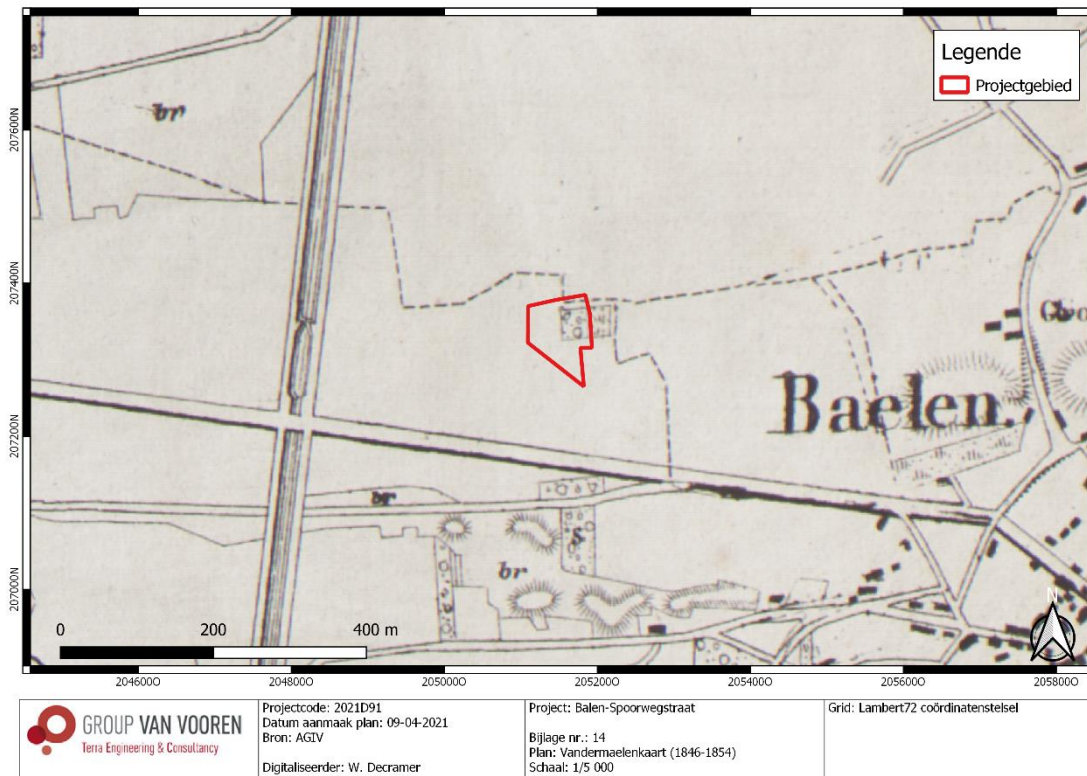 Legende
Projectgebied
207600N
207400N
207200N
207000N
br
Baelen.
br
br
S
N
0 200 400 m
204600O 204800O 205000O 205200O 205400O 205600O 205800O
GROUP VAN VOOREN
Terra Engineering & Consultancy
Projectcode: 2021D91
Datum aanmaak plan: 09-04-2021
Bron: AGIV
Digitaliseerder: W. Decramer
Project: Balen-Spoorwegstraat
Bijlage nr.: 14
Plan: Vandermaelenkaart (1846-1854)
Schaal: 1/5 000
Grid: Lambert72 coördinatenstelsel